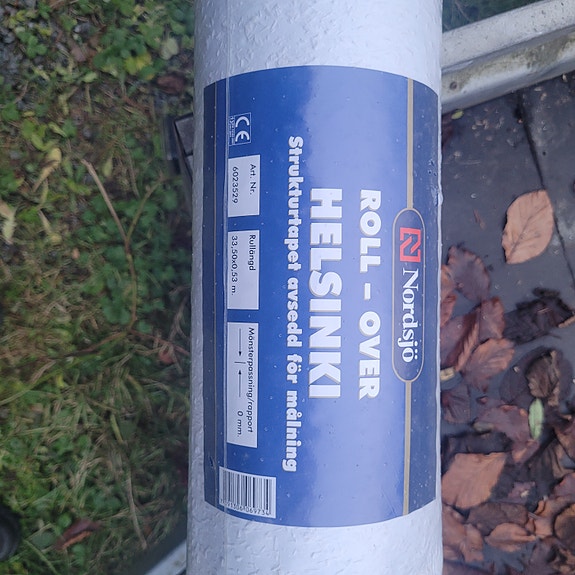 Nordsjö
ROLL – OVER
HELSINKI
Strukturtapet avsedd för målning
CE
Art. Nr.
6023529
Rullängd
33,50x0,53 m.
Mönsterpassning/rapport
0 mm